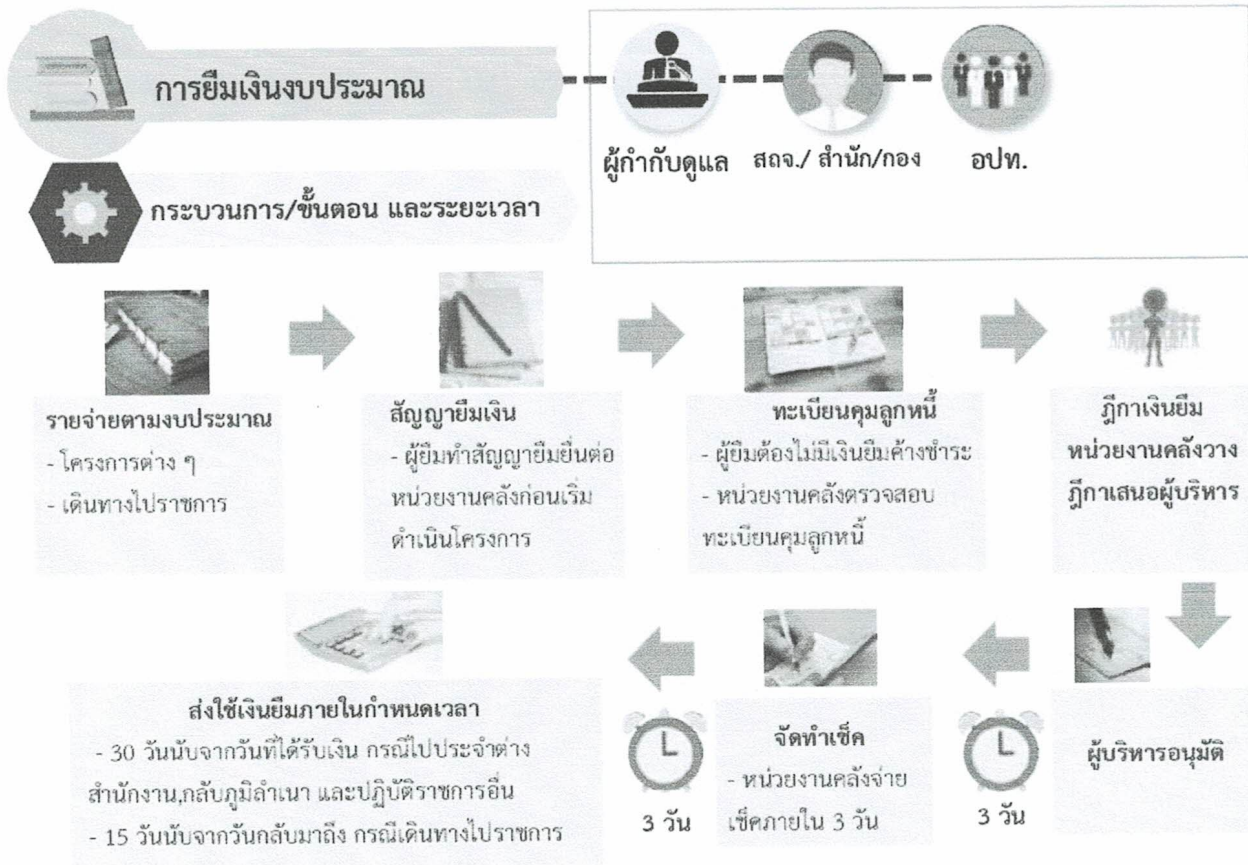 การยืมเงินงบประมาณ
ผู้กำกับดูแล
สถจ./ สำนัก/กอง
อปท.
กระบวนการ/ขั้นตอน และระยะเวลา
รายจ่ายตามงบประมาณ
- โครงการต่าง ๆ
- เดินทางไปราชการ
สัญญายืมเงิน
- ผู้ยืมทำสัญญายืมยื่นต่อ
หน่วยงานคลังก่อนเริ่ม
ดำเนินโครงการ
ทะเบียนคุมลูกหนี้
- ผู้ยืมต้องไม่มีเงินยืมค้างชำระ
- หน่วยงานคลังตรวจสอบ
ทะเบียนคุมลูกหนี้
ฎีกาเงินยืม
หน่วยงานคลังวาง
ฎีกาเสนอผู้บริหาร
ผู้บริหารอนุมัติ
3 วัน
จัดทำเช็ค
- หน่วยงานคลังจ่าย
เช็คภายใน 3 วัน
3 วัน
ส่งใช้เงินยืมภายในกำหนดเวลา
- 30 วันนับจากวันที่ได้รับเงิน กรณีไปประจำต่าง
สำนักงาน,กลับภูมิลำเนา และปฏิบัติราชการอื่น
- 15 วันนับจากวันกลับมาถึง กรณีเดินทางไปราชการ